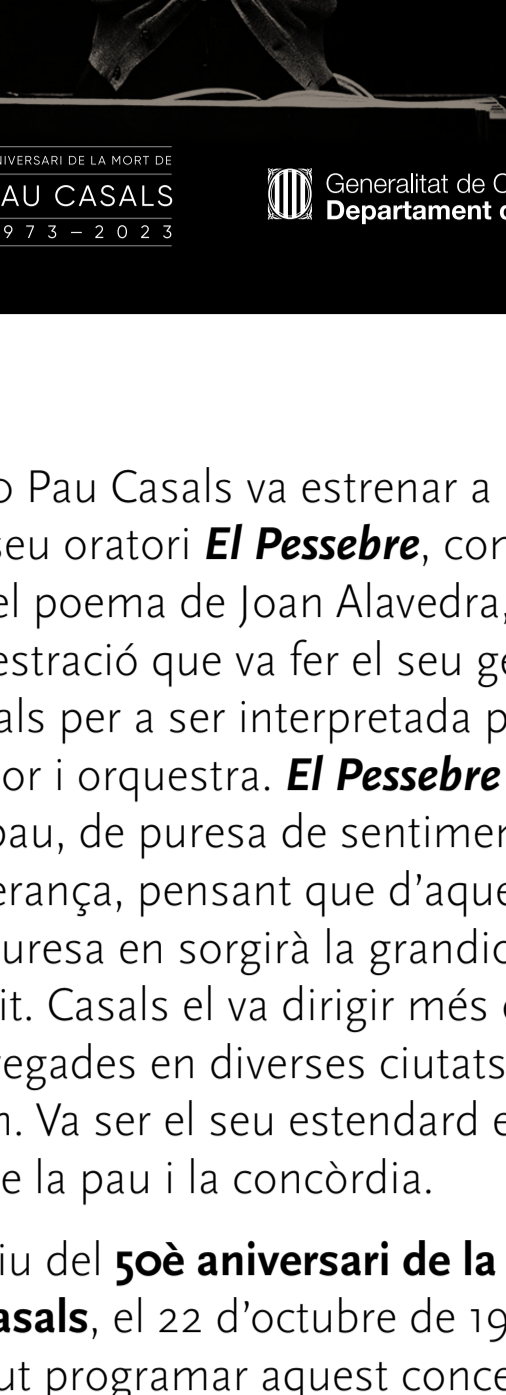 IVERSARI DE LA MORT DE
AU CASALS
973–2023
Generalitat de C
Departament
o Pau Casals va estrenar a
seu oratori El Pessebre, con
el poema de Joan Alavedra,
estració que va fer el seu ge
als per a ser interpretada p
or i orquestra. El Pessebre
pau, de puresa de sentimen
erança, pensant que d’aque
uresa en sorgirà la grandio
it. Casals el va dirigir més
regades en diverses ciutats
Va ser el seu estendard e
e la pau i la concòrdia.
iu del 50è aniversari de la
asals, el 22 d’octubre de 19
ut programar aquest conce